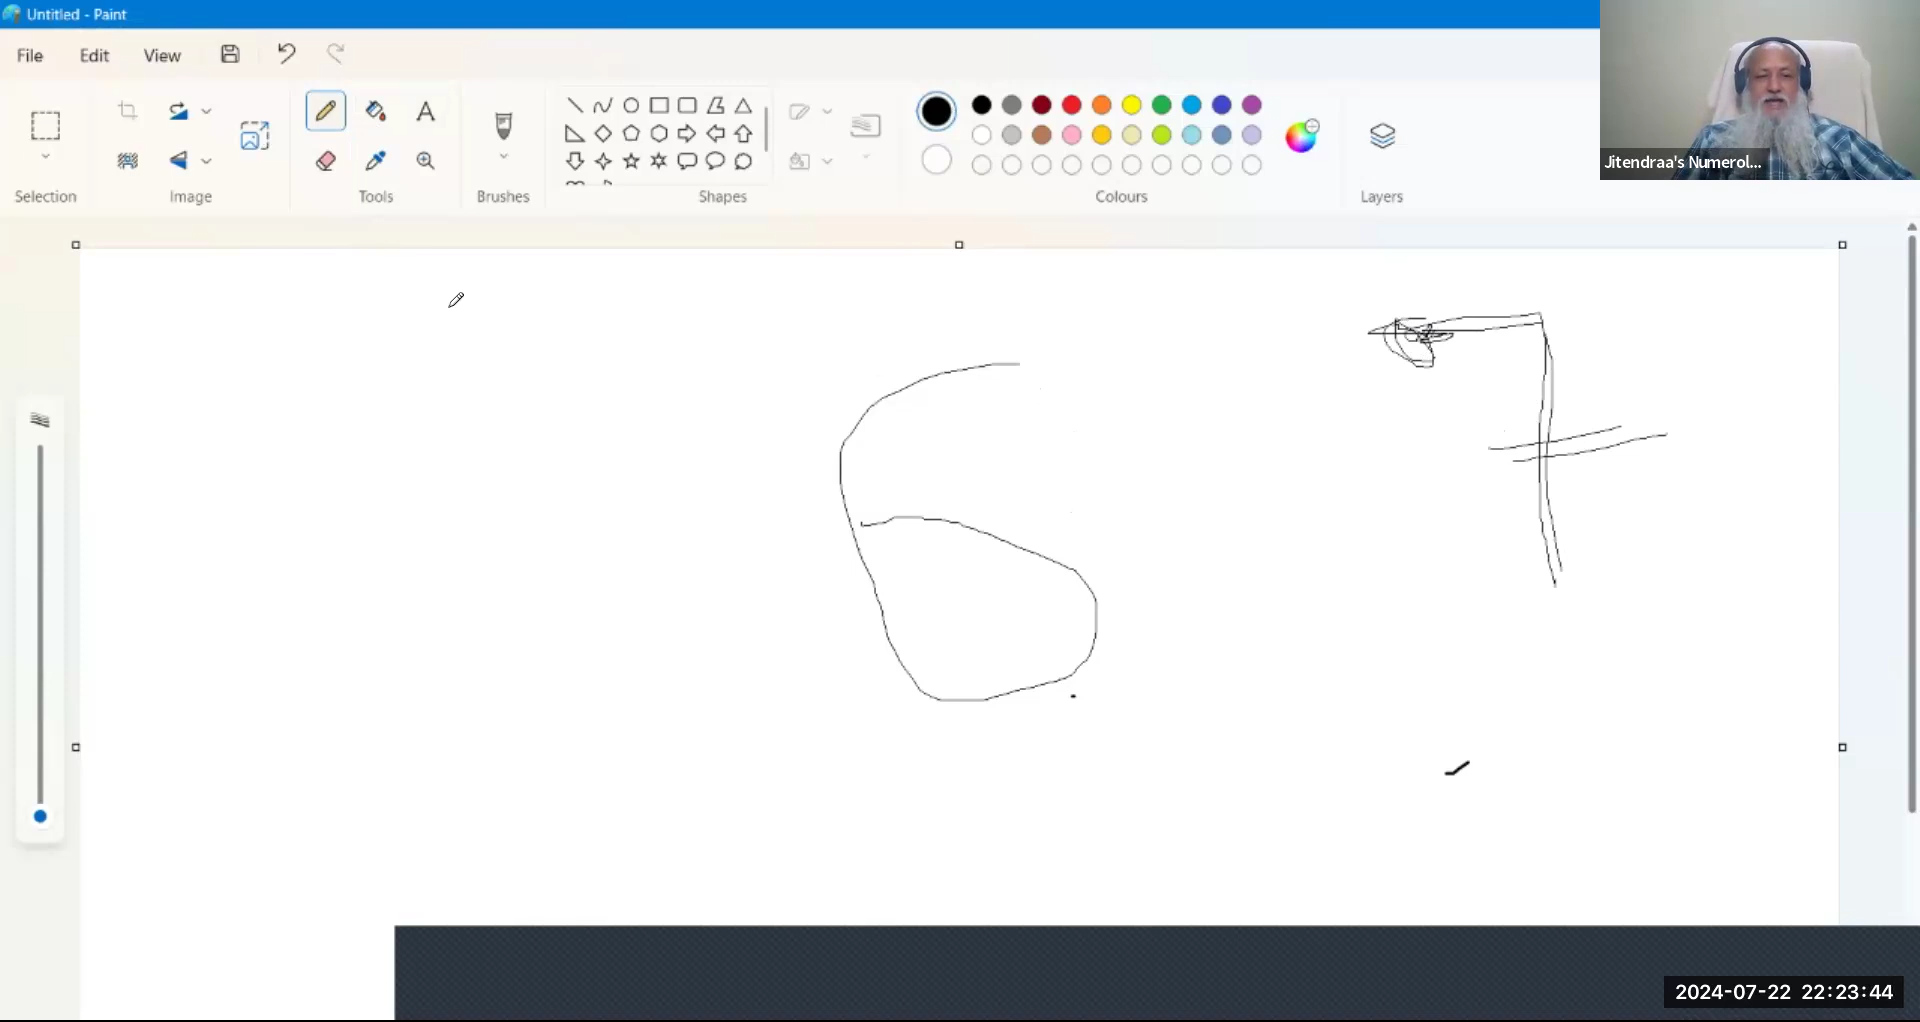 Untitled - Paint
File Edit View
Jitendraa's Numerol...
A
Selection Image Tools Brushes Shapes Colours Layers
6 7
2024-07-22 22:23:44